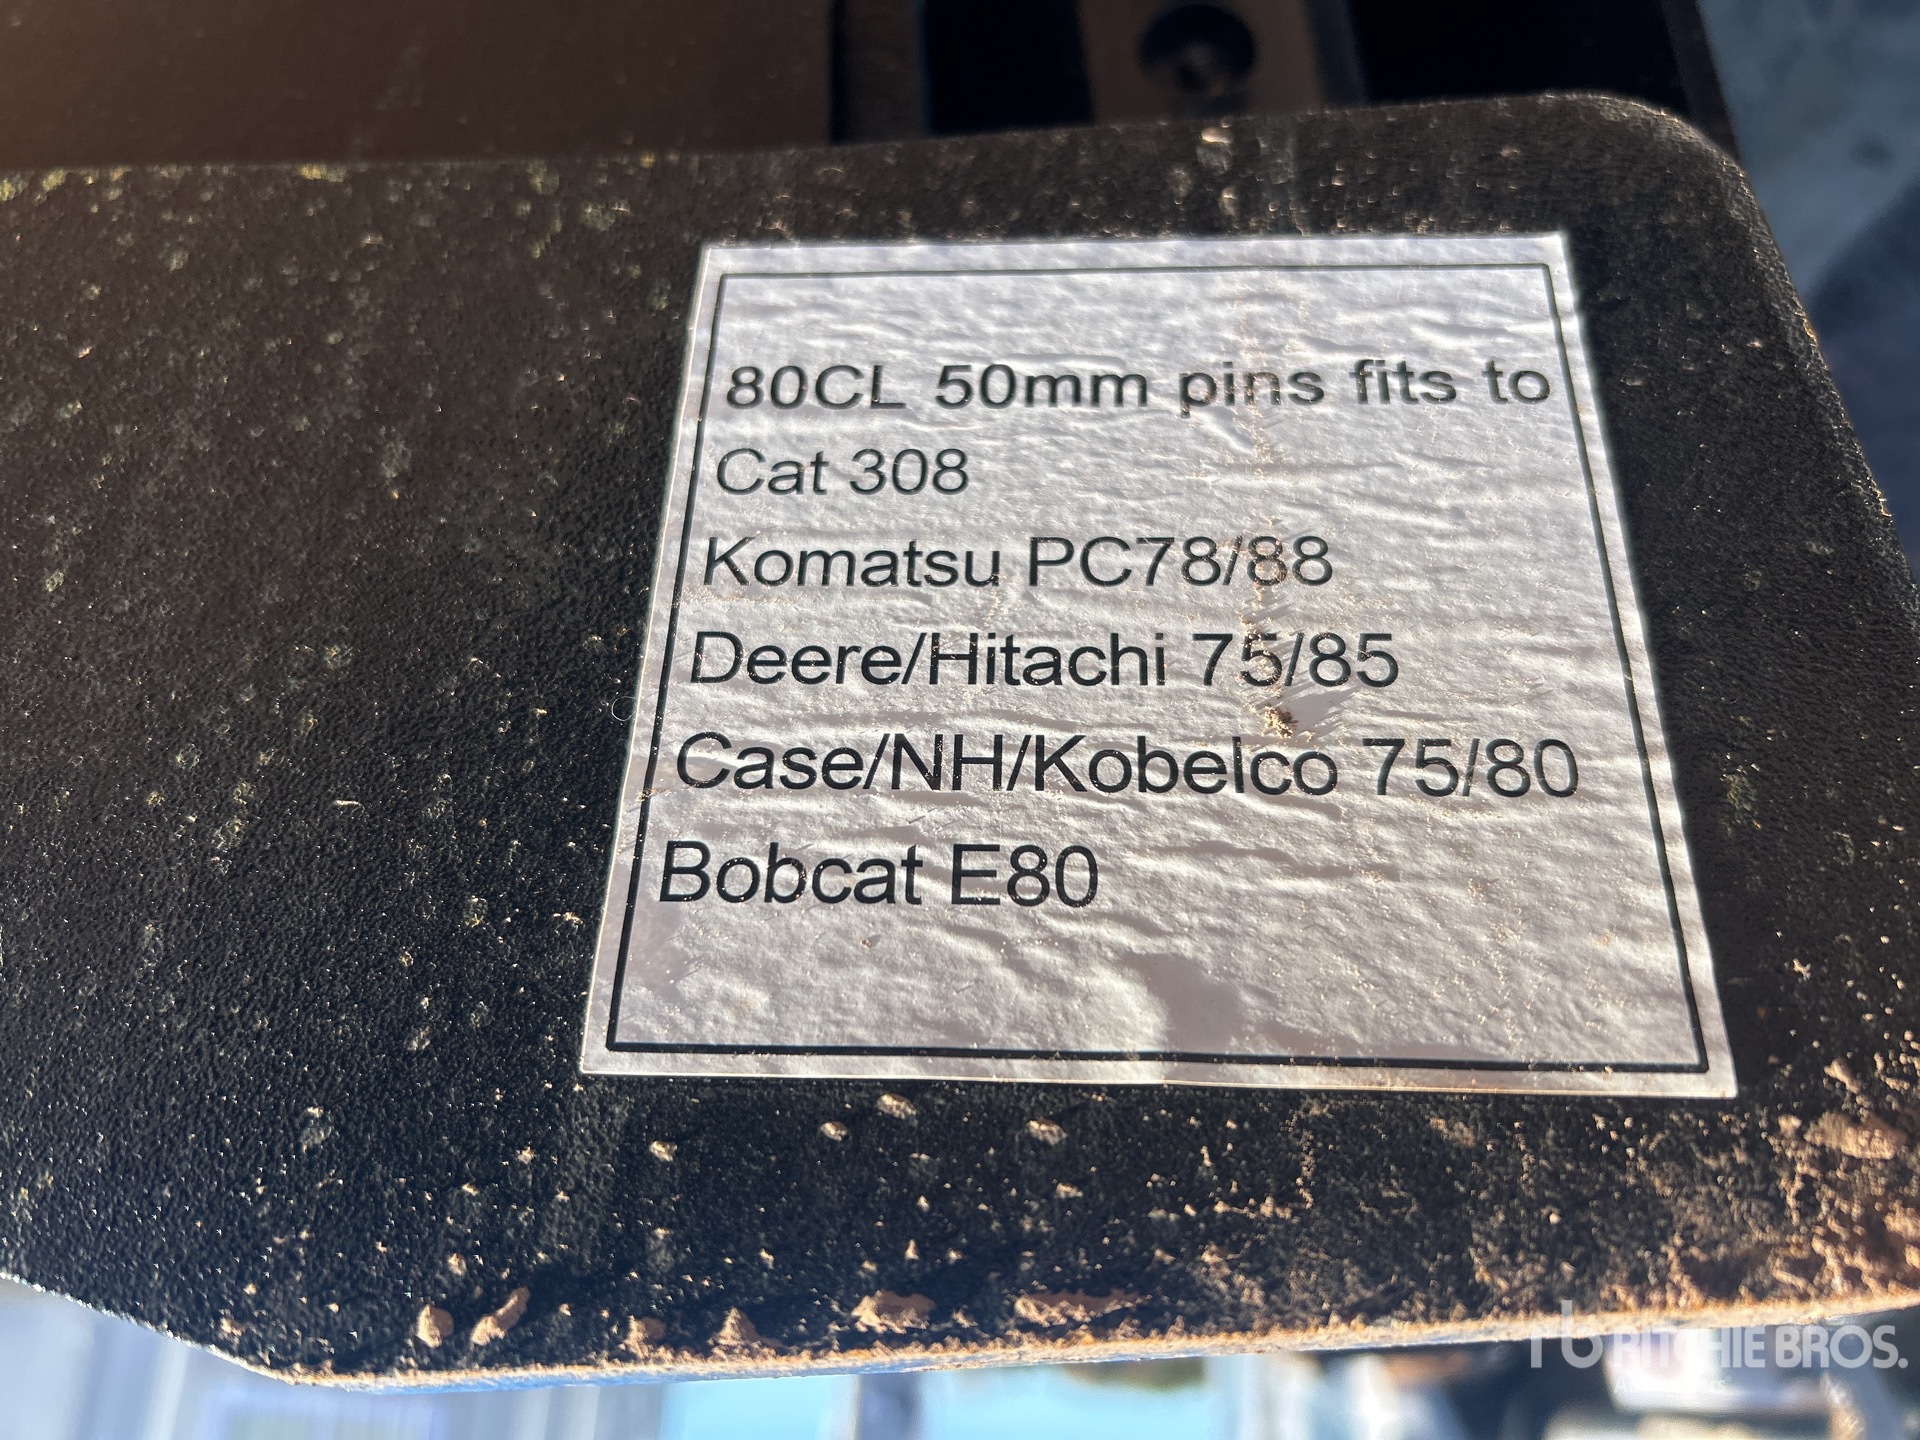 80CL 50mm pins fits to
Cat 308
Komatsu PC78/88
Deere/Hitachi 75/85
Case/NH/Kobelco 75/80
Bobcat E80
rb RITCHIE BROS.